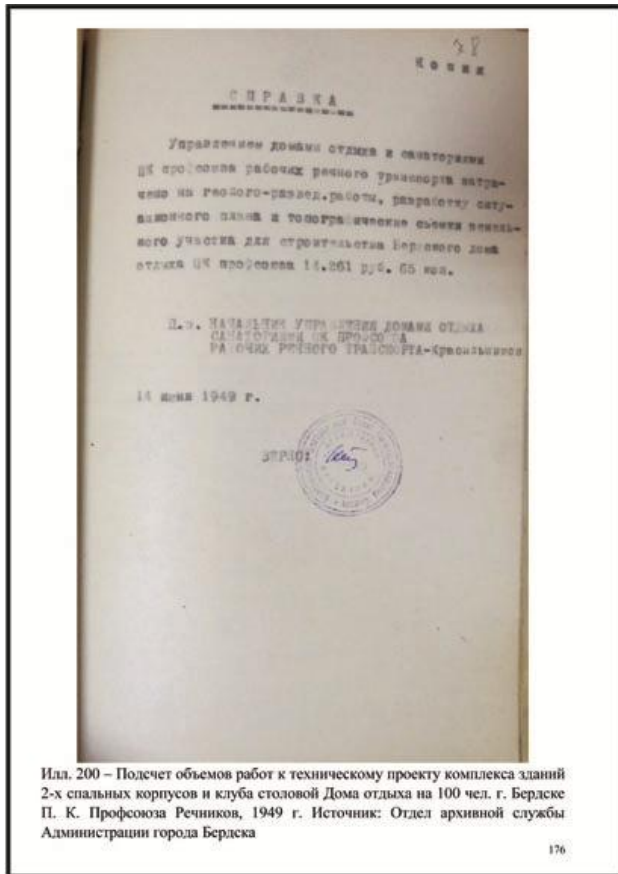 38
Копия
СПРАВКА
Управлением домами отдыха и санаториями
ЦК профсоюза рабочих речного транспорта затра-
чено на геолого-развед.работы, разработку ситу-
ационного плана и топографические съемки земель-
ного участка для строительства Бердского дома
отдыха ЦК профсоюза 14.261 руб. 65 коп.
НАЧАЛЬНИК УПРАВЛЕНИЯ ДОМАМИ ОТДЫХА
САНАТОРИЯМИ ЦК ПРОФСОЮЗА
РАБОЧИХ РЕЧНОГО ТРАНСПОРТА-Красильников
14 1949 г.
ВЕРНО:
Илл. 200 – Подсчет объемов работ к техническому проекту комплекса зданий
2-х спальных корпусов и клуба столовой Дома отдыха на 100 чел. г. Бердске
П. К. Профсоюза Речников, 1949 г. Источник: Отдел архивной службы
Администрации города Бердска
176